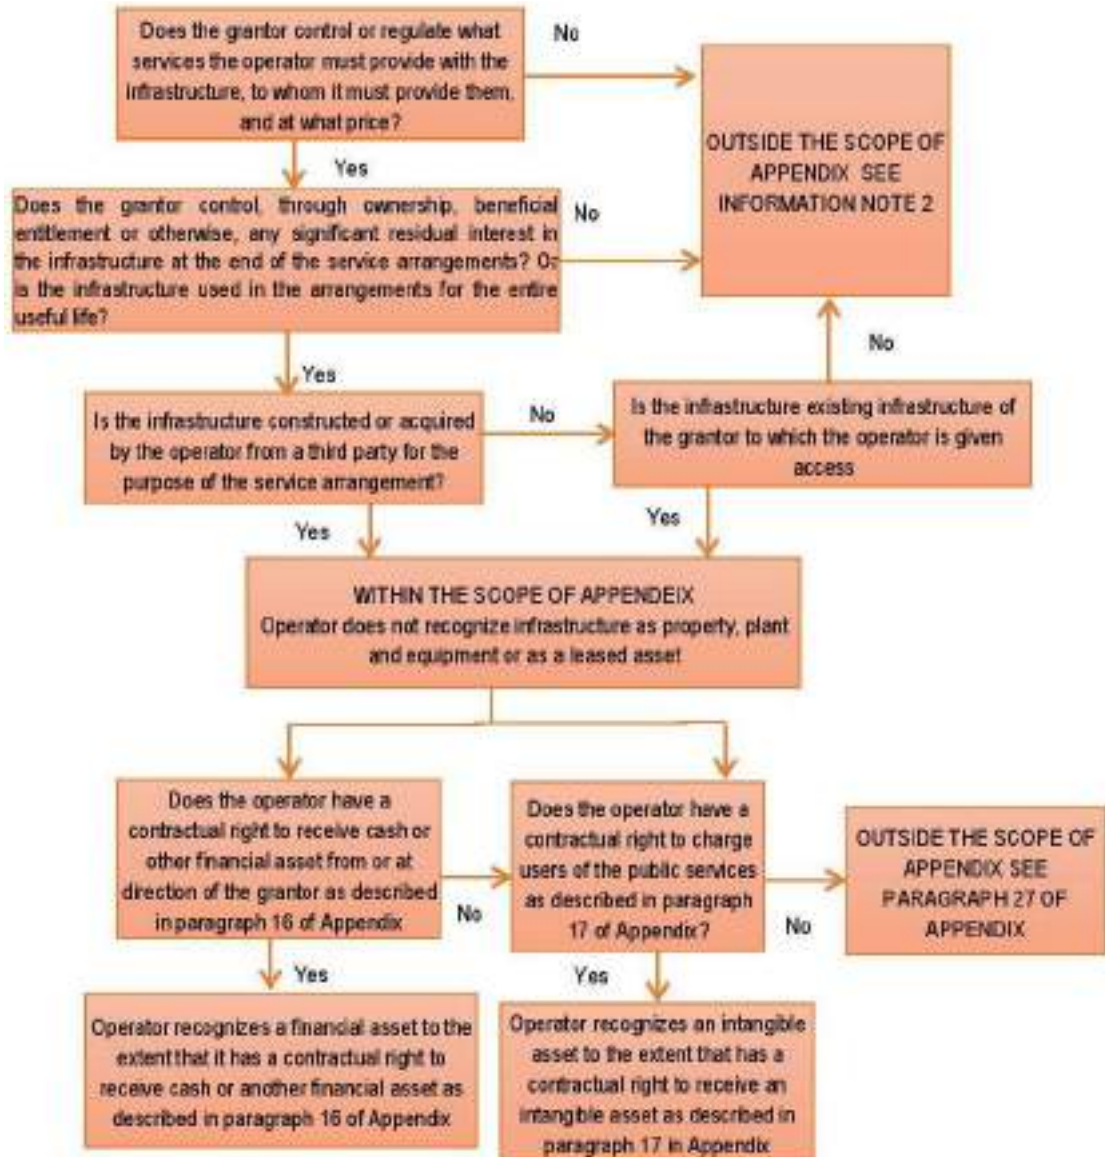 Does the grantor control or regulate what
services the operator must provide with the
infrastructure, to whom it must provide them,
and at what price?
No
OUTSIDE THE SCOPE OF
APPENDIX SEE
INFORMATION NOTE 2
Yes
Does the grantor control, through ownership, beneficial
entitlement or otherwise, any significant residual interest in
the infrastructure at the end of the service arrangements? Or
is the infrastructure used in the arrangements for the entire
useful life?
No
No
Yes
Is the infrastructure constructed or acquired
by the operator from a third party for the
purpose of the service arrangement?
No
Is the infrastructure existing infrastructure of
the grantor to which the operator is given
access
Yes
Yes
WITHIN THE SCOPE OF APPENDEIX
Operator does not recognize infrastructure as property, plant
and equipment or as a leased asset
Does the operator have a
contractual right to receive cash or
other financial asset from or at
direction of the grantor as described
in paragraph 16 of Appendix
No
Does the operator have a
contractual right to charge
users of the public services
as described in paragraph
17 of Appendix?
No
OUTSIDE THE SCOPE OF
APPENDIX SEE
PARAGRAPH 27 OF
APPENDIX
Yes
Yes
Operator recognizes a financial asset to the
extent that it has a contractual right to
receive cash or another financial asset as
described in paragraph 16 of Appendix
Operator recognizes an intangible
asset to the extent that has a
contractual right to receive an
intangible asset as described in
paragraph 17 in Appendix